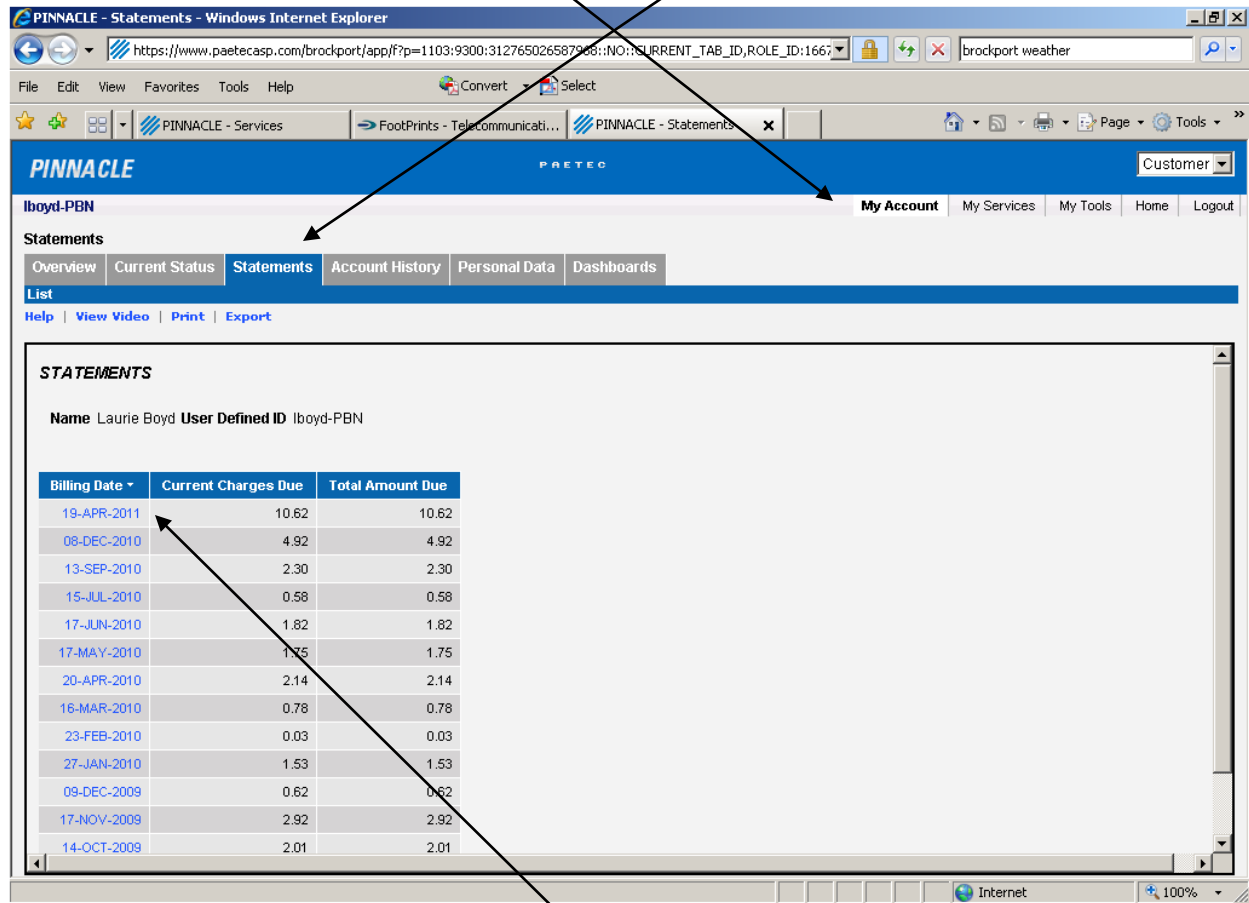 PINNACLE - Statements - Windows Internet Explorer
https://www.paetecasp.com/brockport/app/f?p=1103:9300:312765026587968::NO::CURRENT_TAB_ID,ROLE_ID:1667 brockport weather
File Edit View Favorites Tools Help Convert Select
PINNACLE - Services FootPrints - Telecommunicati... PINNACLE - Statements x Page Tools »
PINNACLE PAETEC Customer
lboyd-PBN My Account My Services My Tools Home Logout
Statements
Overview Current Status Statements Account History Personal Data Dashboards
List
Help | View Video | Print | Export
STATEMENTS
Name Laurie Boyd User Defined ID lboyd-PBN
Billing Date Current Charges Due Total Amount Due
19-APR-2011 10.62 10.62
08-DEC-2010 4.92 4.92
13-SEP-2010 2.30 2.30
15-JUL-2010 0.58 0.58
17-JUN-2010 1.82 1.82
17-MAY-2010 1.75 1.75
20-APR-2010 2.14 2.14
16-MAR-2010 0.78 0.78
23-FEB-2010 0.03 0.03
27-JAN-2010 1.53 1.53
09-DEC-2009 0.62 0.62
17-NOV-2009 2.92 2.92
14-OCT-2009 2.01 2.01
Internet 100%